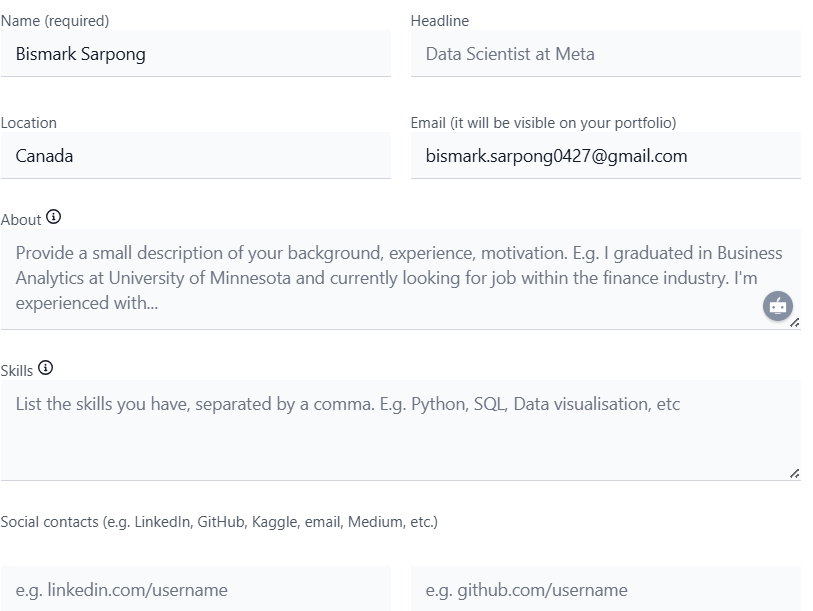 Name (required)
Headline
Bismark Sarpong
Data Scientist at Meta
Location
Email (it will be visible on your portfolio)
Canada
bismark.sarpong0427@gmail.com
About
Provide a small description of your background, experience, motivation. E.g. I graduated in Business
Analytics at University of Minnesota and currently looking for job within the finance industry. I'm
experienced with...
Skills
List the skills you have, separated by a comma. E.g. Python, SQL, Data visualisation, etc
Social contacts (e.g. LinkedIn, GitHub, Kaggle, email, Medium, etc.)
e.g. linkedin.com/username
e.g. github.com/username